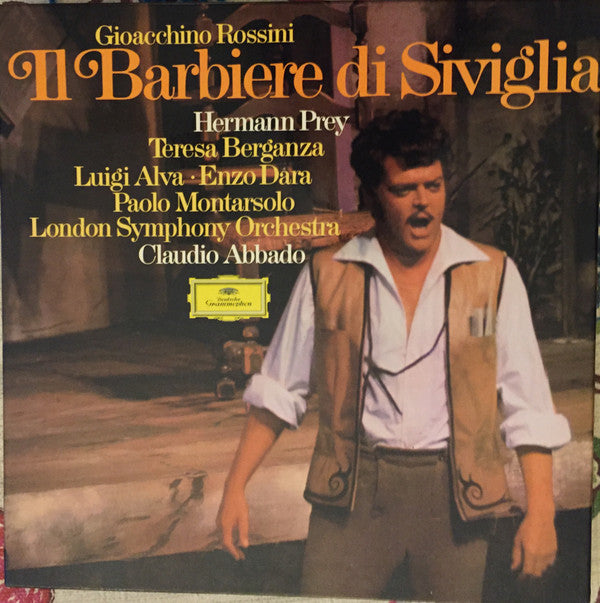 Gioacchino Rossini
Il Barbiere di Siviglia
Hermann Prey
Teresa Berganza
Luigi Alva · Enzo Dara
Paolo Montarsolo
London Symphony Orchestra
Claudio Abbado
Deutsche
Grammophon